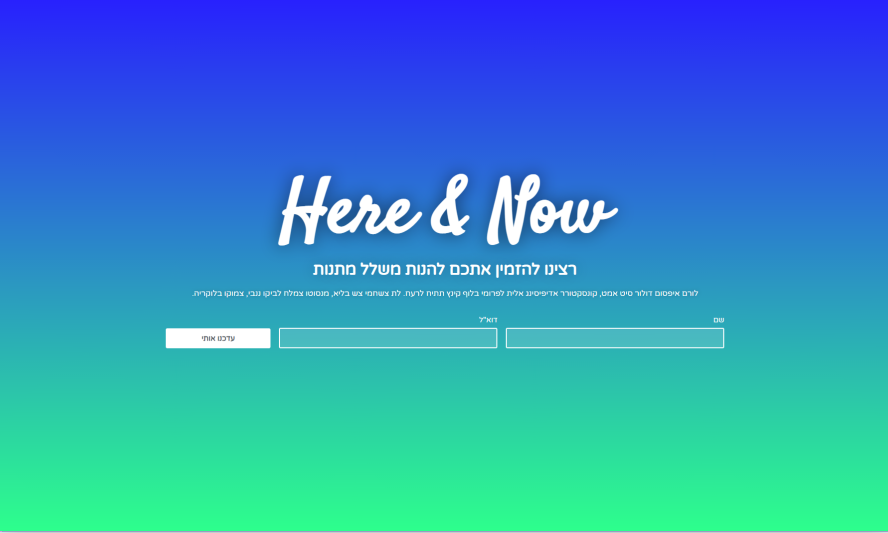 Here & Now
רצינו להזמין אתכם להנות משלל מתנות
לורם איפסום דולור סיט אמט, קונסקטורר אדיפיסינג אלית לפרומי בלוף קינץ תתיח לרעח. לת צשחמי צש בליא, מנסוטו צמלח לביקו ננבי, צמוקו בלוקריה.
שם
דוא"ל
עדכנו אותי